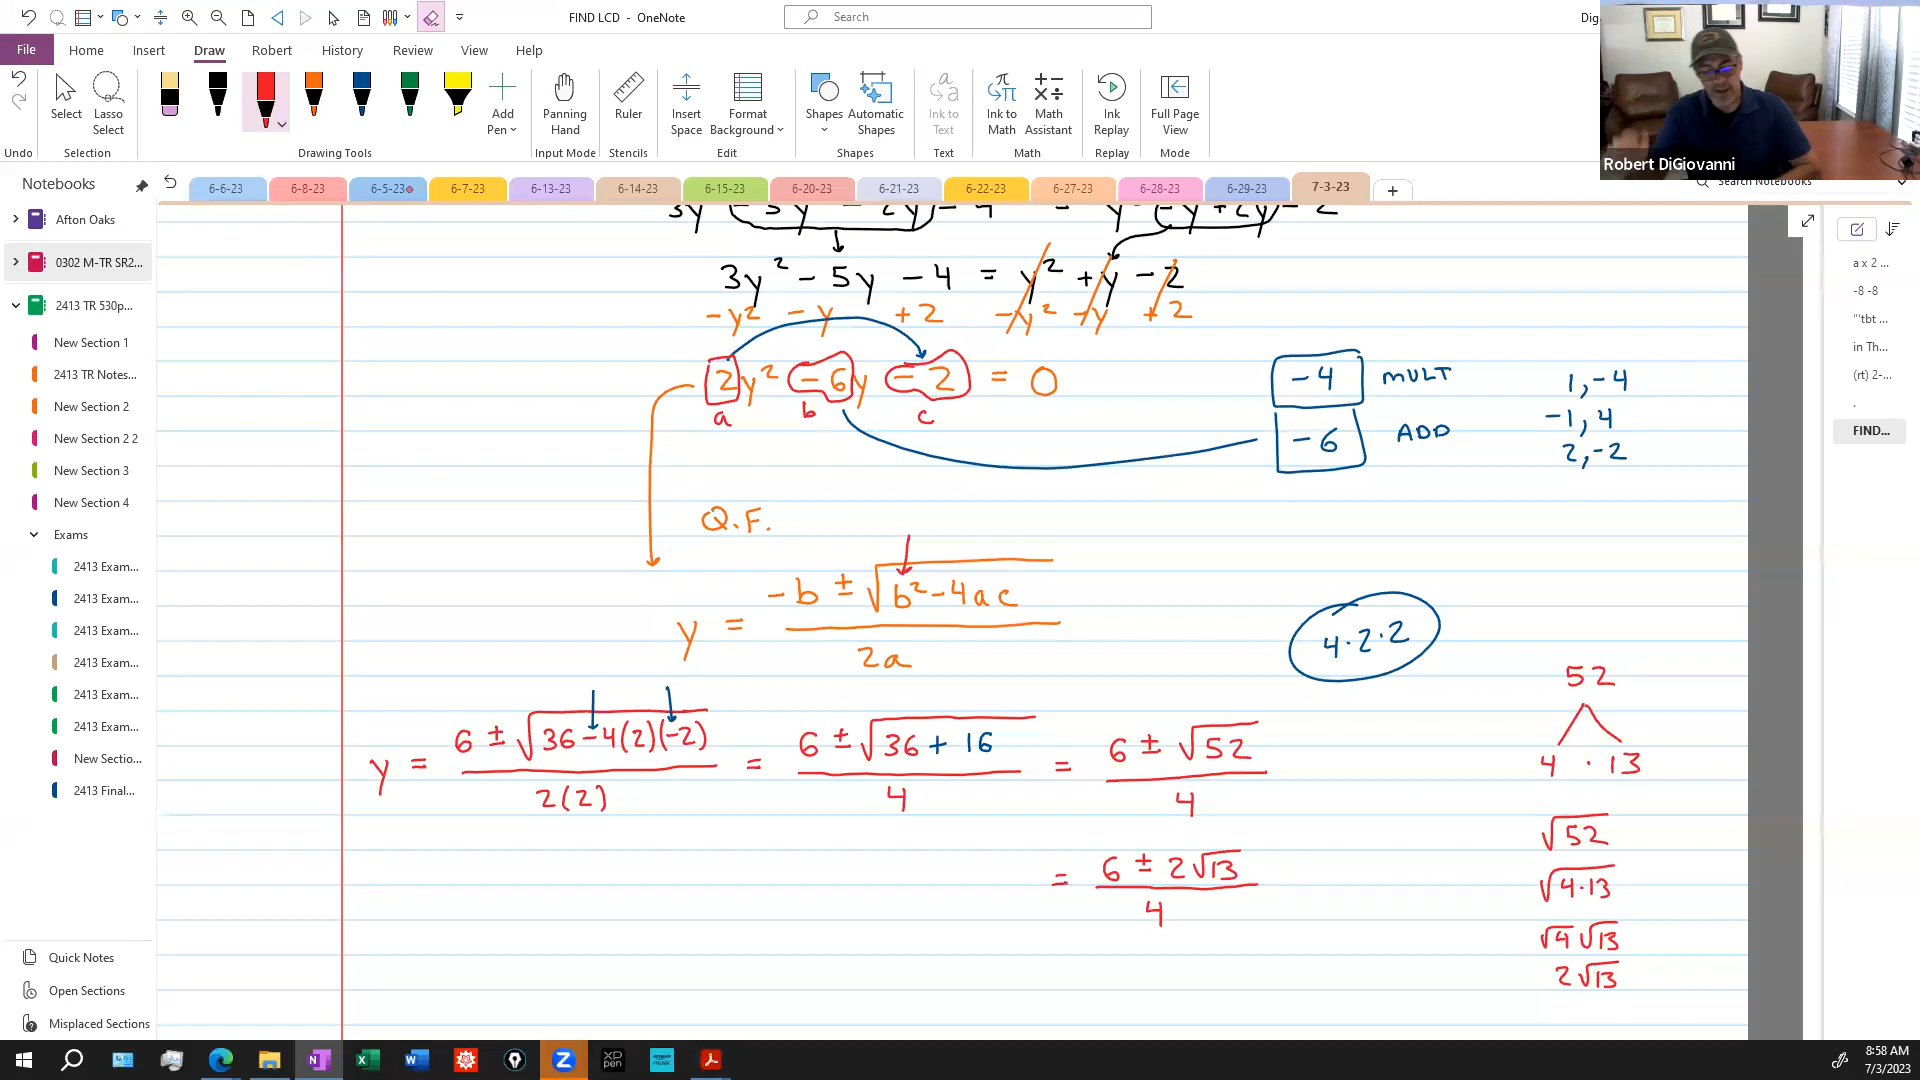 FIND LCD - OneNote
Search
Dig
File Home Insert Draw Robert History Review View Help
Select
Lasso Select
Add Pen
Panning Hand
Ruler
Insert Space
Format Background
Shapes
Automatic Shapes
Ink to Text
Ink to Math
Math Assistant
Ink Replay
Full Page View
Undo Selection Drawing Tools Input Mode Stencils Edit Shapes Text Math Replay Mode
Robert DiGiovanni
Notebooks
6-6-23 6-8-23 6-5-23 6-7-23 6-13-23 6-14-23 6-15-23 6-20-23 6-21-23 6-22-23 6-27-23 6-28-23 6-29-23 7-3-23 +
Search Notebooks
Afton Oaks
0302 M-TR SR2...
2413 TR 530p...
New Section 1
2413 TR Notes...
New Section 2
New Section 2 2
New Section 3
New Section 4
Exams
2413 Exam...
2413 Exam...
2413 Exam...
2413 Exam...
2413 Exam...
2413 Exam...
New Sectio...
2413 Final...
Quick Notes
Open Sections
Misplaced Sections
3y² - 5y - 4 = y² + y - 2
-y² - y + 2 -y² -y + 2
2y² - 6y - 2 = 0
a b c
-4 MULT
-6 ADD
1, -4
-1, 4
2, -2
Q.F.
y = (-b ± √(b² - 4ac)) / 2a
4·2·2
y = (6 ± √(36 - 4(2)(-2))) / 2(2) = (6 ± √(36 + 16)) / 4 = (6 ± √52) / 4
= (6 ± 2√13) / 4
52
4 · 13
√52
√4·13
√4 √13
2√13
a x 2 ...
-8 -8
"'tbt ...
in Th...
(rt) 2-...
.
FIND...
XP pen
8:58 AM
7/3/2023